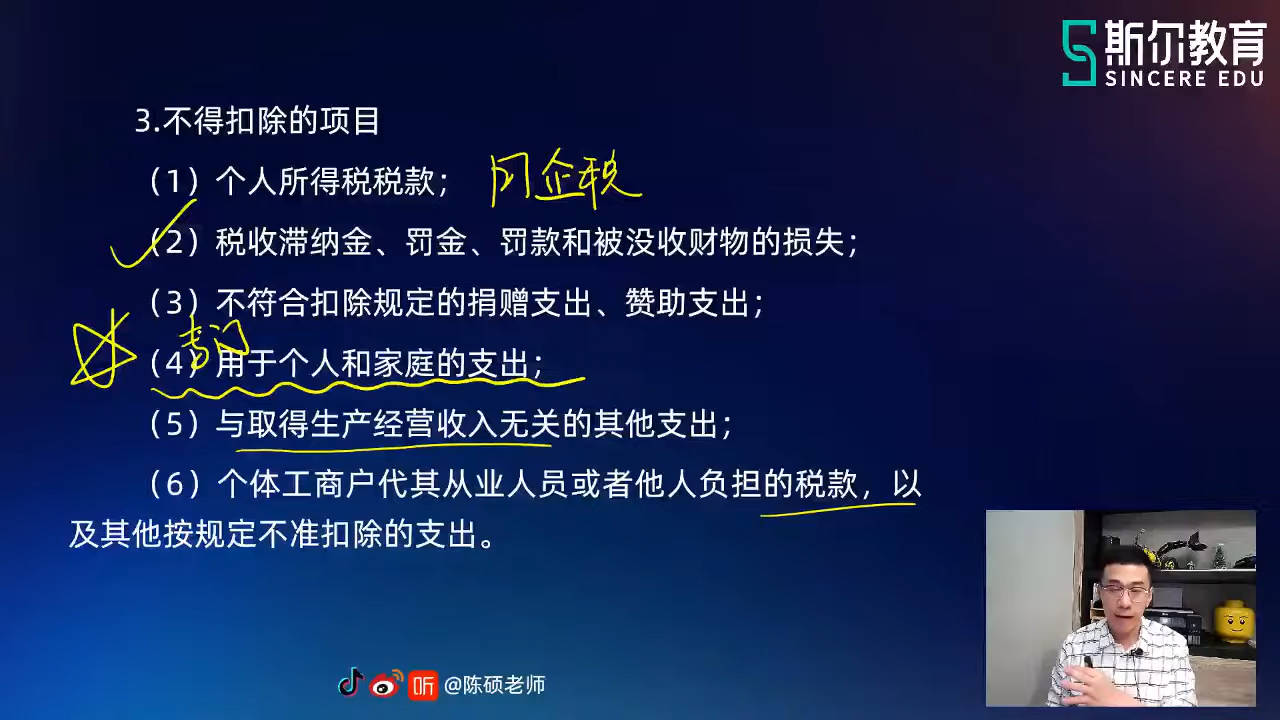 斯尔教育
SINCERE EDU
3.不得扣除的项目
（1）个人所得税税款； 同企税
（2）税收滞纳金、罚金、罚款和被没收财物的损失；
（3）不符合扣除规定的捐赠支出、赞助支出；
（4）用于个人和家庭的支出；
（5）与取得生产经营收入无关的其他支出；
（6）个体工商户代其从业人员或者他人负担的税款，以
及其他按规定不准扣除的支出。
听 @陈硕老师